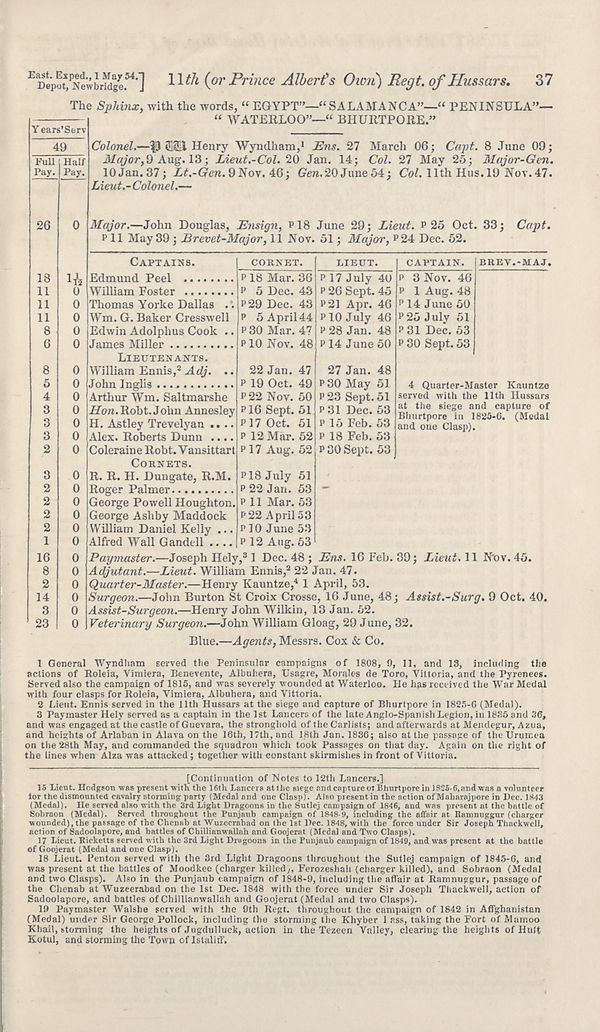 East. Exped., 1 May 54.] 11th (or Prince Albert's Own) Regt. of Hussars. 37
Depot, Newbridge.
The Sphinx, with the words, “ EGYPT”—“ SALAMANCA”—“ PENINSULA”—
“ WATERLOO”—“ BHURTPORE.”
Years' Serv
49
Full Pay. Half Pay.
Colonel.—P W Henry Wyndham,1 Ens. 27 March 06; Capt. 8 June 09;
Major, 9 Aug. 13; Lieut.-Col. 20 Jan. 14; Col. 27 May 25; Major-Gen.
10 Jan. 37; Lt.-Gen. 9 Nov. 46; Gen. 20 June 54; Col. 11th Hus. 19 Nov. 47.
Lieut.-Colonel.—
26 0 Major.—John Douglas, Ensign, P 18 June 29; Lieut. P 25 Oct. 33; Capt.
P 11 May 39; Brevet-Major, 11 Nov. 51; Major, P 24 Dec. 52.
CAPTAINS. CORNET. LIEUT. CAPTAIN. BREV.-MAJ.
18 1 1/12 Edmund Peel ........ P 18 Mar. 36 P 17 July 40 P 3 Nov. 46
11 0 William Foster ........ P 5 Dec. 43 P 26 Sept. 45 P 1 Aug. 48
11 0 Thomas Yorke Dallas .. P 29 Dec. 43 P 21 Apr. 46 P 14 June 50
11 0 Wm. G. Baker Cresswell P 5 April 44 P 10 July 46 P 25 July 51
8 0 Edwin Adolphus Cook .. P 30 Mar. 47 P 28 Jan. 48 P 31 Dec. 53
6 0 James Miller .......... P 10 Nov. 48 P 14 June 50 P 30 Sept. 53
LIEUTENANTS.
8 0 William Ennis,2 Adj. .. 22 Jan. 47 27 Jan. 48
5 0 John Inglis ............ P 19 Oct. 49 P 30 May 51
4 0 Arthur Wm. Saltmarshe P 22 Nov. 50 P 23 Sept. 51
3 0 Hon. Robt. John Annesley P 16 Sept. 51 P 31 Dec. 53
3 0 H. Astley Trevelyan .... P 17 Oct. 51 P 15 Feb. 53
3 0 Alex. Roberts Dunn .... P 12 Mar. 52 P 18 Feb. 53
2 0 Coleraine Robt. Vansittart P 17 Aug. 52 P 30 Sept. 53
4 Quarter-Master Kauntze
served with the 11th Hussars
at the siege and capture of
Bhurtpore in 1825-6. (Medal
and one Clasp).
CORNETS.
3 0 R. R. H. Dungate, R.M. P 18 July 51
2 0 Roger Palmer.......... P 22 Jan. 53
2 0 George Powell Houghton. P 11 Mar. 53
2 0 George Ashby Maddock P 22 April 53
2 0 William Daniel Kelly ... P 10 June 53
1 0 Alfred Wall Gandell .... P 12 Aug. 53
16 0 Paymaster.—Joseph Hely,3 1 Dec. 48; Ens. 16 Feb. 39; Lieut. 11 Nov. 45.
8 0 Adjutant.—Lieut. William Ennis,2 22 Jan. 47.
2 0 Quarter-Master.—Henry Kauntze,4 1 April, 53.
14 0 Surgeon.—John Burton St Croix Crosse, 16 June, 48; Assist.-Surg. 9 Oct. 40.
3 0 Assist-Surgeon.—Henry John Wilkin, 13 Jan. 52.
23 0 Veterinary Surgeon.—John William Gloag, 29 June, 32.
Blue.—Agents, Messrs. Cox & Co.
1 General Wyndham served the Peninsular campaigns of 1808, 9, 11, and 13, including the
actions of Roleia, Vimiera, Benevente, Albuhera, Usagre, Morales de Toro, Vittoria, and the Pyrenees.
Served also the campaign of 1815, and was severely wounded at Waterloo. He has received the War Medal
with four clasps for Roleia, Vimiera, Albuhera, and Vittoria.
2 Lieut. Ennis served in the 11th Hussars at the siege and capture of Bhurtpore in 1825-6 (Medal).
3 Paymaster Hely served as a captain in the 1st Lancers of the late Anglo-Spanish Legion, in 1835 and 36,
and was engaged at the castle of Guevara, the stronghold of the Carlists; and afterwards at Mendegur, Azua,
and heights of Arlaban in Alava on the 16th, 17th, and 18th Jan. 1836; also at the passage of the Urumea
on the 28th May, and commanded the squadron which took Passages on that day. Again on the right of
the lines when Alza was attacked; together with constant skirmishes in front of Vittoria.
[Continuation of Notes to 12th Lancers.]
15 Lieut. Hodgson was present with the 16th Lancers at the siege and capture of Bhurtpore in 1825-6, and was a volunteer
for the dismounted cavalry storming party (Medal and one Clasp). Also present in the action of Maharajpore in Dec. 1843
(Medal). He served also with the 3rd Light Dragoons in the Sutlej campaign of 1846, and was present at the battle of
Sobraon (Medal). Served throughout the Punjaub campaign of 1848-9, including the affair at Ramnuggur (charger
wounded), the passage of the Chenab at Wuzeerabad on the 1st Dec. 1848, with the force under Sir Joseph Thackwell,
action of Sadoolapore, and battles of Chillianwallah and Goojerat (Medal and Two Clasps).
17 Lieut. Ricketts served with the 3rd Light Dragoons in the Punjaub campaign of 1849, and was present at the battle
of Goojerat (Medal and one Clasp).
18 Lieut. Penton served with the 3rd Light Dragoons throughout the Sutlej campaign of 1845-6, and
was present at the battles of Moodkee (charger killed), Ferozeshah (charger killed), and Sobraon (Medal
and two Clasps). Also in the Punjaub campaign of 1848-9, including the affair at Ramnuggur, passage of
the Chenab at Wuzeerabad on the 1st Dec. 1848 with the force under Sir Joseph Thackwell, action of
Sadoolapore, and battles of Chillianwallah and Goojerat (Medal and two Clasps).
19 Paymaster Walshe served with the 9th Regt. throughout the campaign of 1842 in Affghanistan
(Medal) under Sir George Pollock, including the storming the Khyber Pass, taking the Fort of Mamoo
Khail, storming the heights of Jugdulluck, action in the Tezeen Valley, clearing the heights of Huft
Kotul, and storming the Town of Istaliff.